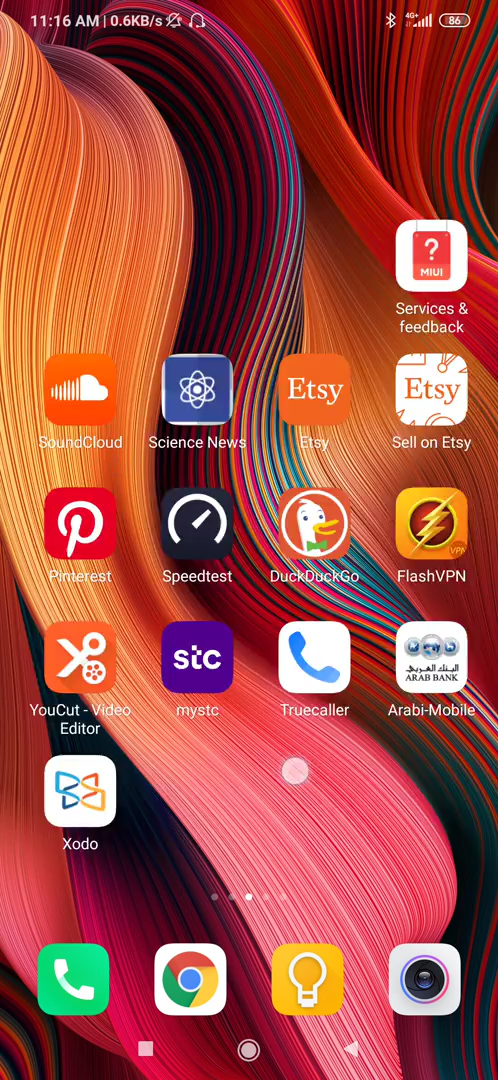 11:16 AM | 0.6KB/s
4G+
86
?
MIUI
Services &
feedback
Etsy
Etsy
SoundCloud
Science News
Etsy
Sell on Etsy
VPN
Pinterest
Speedtest
DuckDuckGo
FlashVPN
stc
البنك العربي
ARAB BANK
YouCut - Video
Editor
mystc
Truecaller
Arabi-Mobile
Xodo